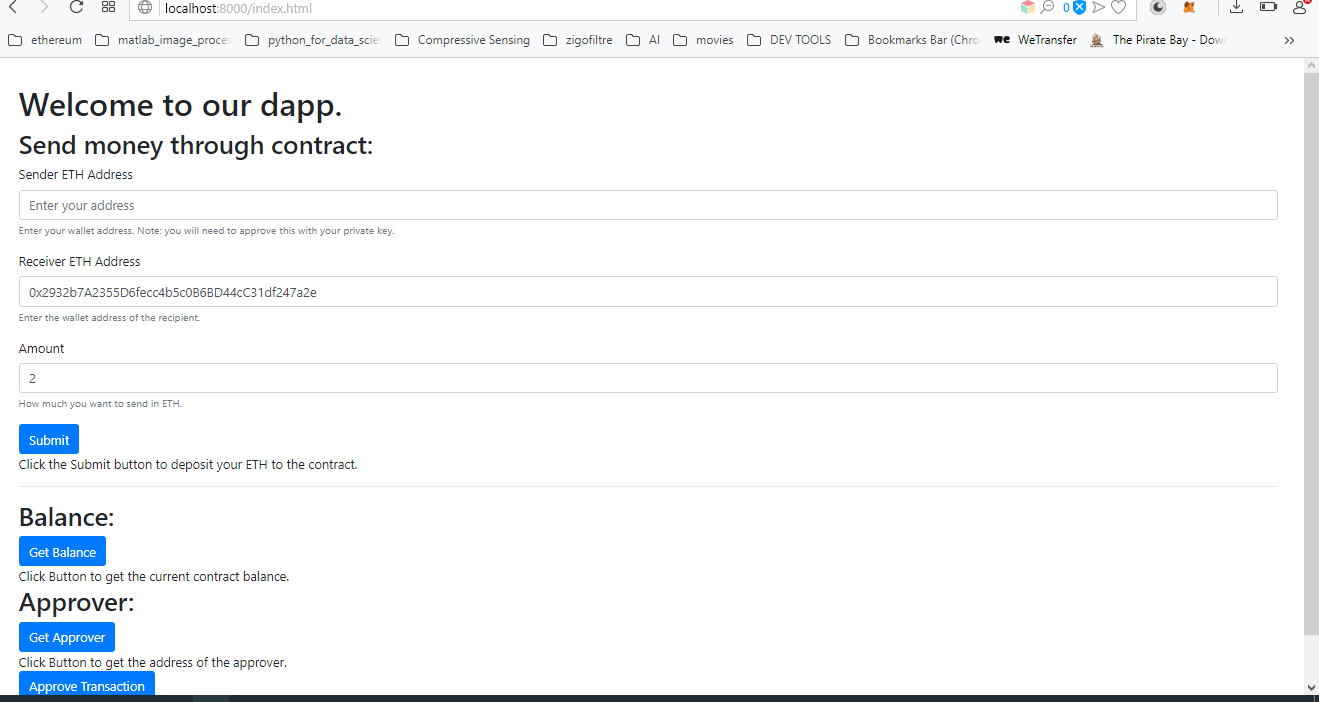 localhost:8000/index.html
0
ethereum matlab_image_proces python_for_data_scie Compressive Sensing zigofiltre AI movies DEV TOOLS Bookmarks Bar (Chro WeTransfer The Pirate Bay - Dow »
Welcome to our dapp.
Send money through contract:
Sender ETH Address
Enter your address
Enter your wallet address. Note: you will need to approve this with your private key.
Receiver ETH Address
0x2932b7A2355D6fecc4b5c0B6BD44cC31df247a2e
Enter the wallet address of the recipient.
Amount
2
How much you want to send in ETH.
Submit
Click the Submit button to deposit your ETH to the contract.
Balance:
Get Balance
Click Button to get the current contract balance.
Approver:
Get Approver
Click Button to get the address of the approver.
Approve Transaction